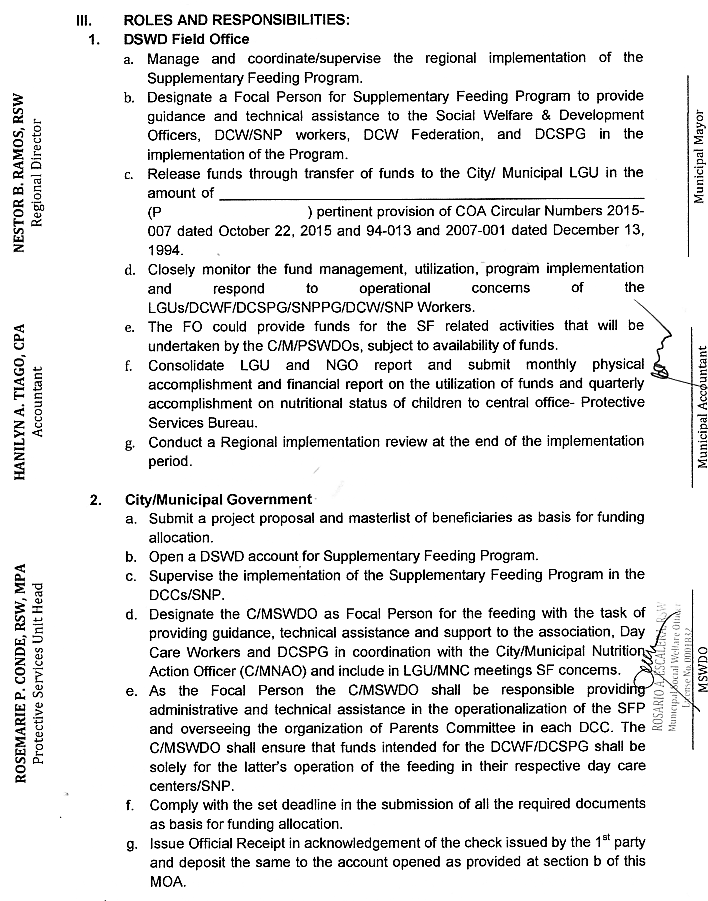 III. ROLES AND RESPONSIBILITIES:
1. DSWD Field Office
a. Manage and coordinate/supervise the regional implementation of the
Supplementary Feeding Program.
b. Designate a Focal Person for Supplementary Feeding Program to provide
guidance and technical assistance to the Social Welfare & Development
Officers, DCW/SNP workers, DCW Federation, and DCSPG in the
implementation of the Program.
c. Release funds through transfer of funds to the City/ Municipal LGU in the
amount of
(P ) pertinent provision of COA Circular Numbers 2015-
007 dated October 22, 2015 and 94-013 and 2007-001 dated December 13,
1994.
d. Closely monitor the fund management, utilization, program implementation
and respond to operational concerns of the
LGUs/DCWF/DCSPG/SNPPG/DCW/SNP Workers.
e. The FO could provide funds for the SF related activities that will be
undertaken by the C/M/PSWDOs, subject to availability of funds.
f. Consolidate LGU and NGO report and submit monthly physical
accomplishment and financial report on the utilization of funds and quarterly
accomplishment on nutritional status of children to central office- Protective
Services Bureau.
g. Conduct a Regional implementation review at the end of the implementation
period.
2. City/Municipal Government
a. Submit a project proposal and masterlist of beneficiaries as basis for funding
allocation.
b. Open a DSWD account for Supplementary Feeding Program.
c. Supervise the implementation of the Supplementary Feeding Program in the
DCCs/SNP.
d. Designate the C/MSWDO as Focal Person for the feeding with the task of
providing guidance, technical assistance and support to the association, Day
Care Workers and DCSPG in coordination with the City/Municipal Nutrition
Action Officer (C/MNAO) and include in LGU/MNC meetings SF concerns.
e. As the Focal Person the C/MSWDO shall be responsible providing
administrative and technical assistance in the operationalization of the SFP
and overseeing the organization of Parents Committee in each DCC. The
C/MSWDO shall ensure that funds intended for the DCWF/DCSPG shall be
solely for the latter's operation of the feeding in their respective day care
centers/SNP.
f. Comply with the set deadline in the submission of all the required documents
as basis for funding allocation.
g. Issue Official Receipt in acknowledgement of the check issued by the 1st party
and deposit the same to the account opened as provided at section b of this
MOA.
NESTOR B. RAMOS, RSW
Regional Director
HANILYN A. TIAGO, CPA
Accountant
ROSEMARIE P. CONDE, RSW, MPA
Protective Services Unit Head
Municipal Mayor
Municipal Accountant
ROSARIO RSW
Municipal Social Welfare
License No.
MSWDO